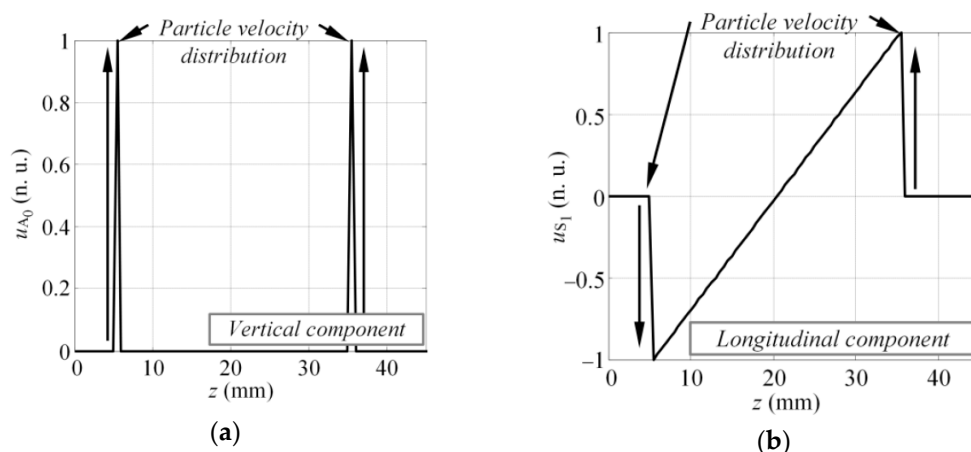 Particle velocity
distribution
1
0.8
0.6
0.4
0.2
0
u_A0 (n. u.)
Vertical component
0 10 20 30 40
z (mm)
(a)
Particle velocity
distribution
1
0.5
0
−0.5
−1
u_S1 (n. u.)
Longitudinal component
0 10 20 30 40
z (mm)
(b)